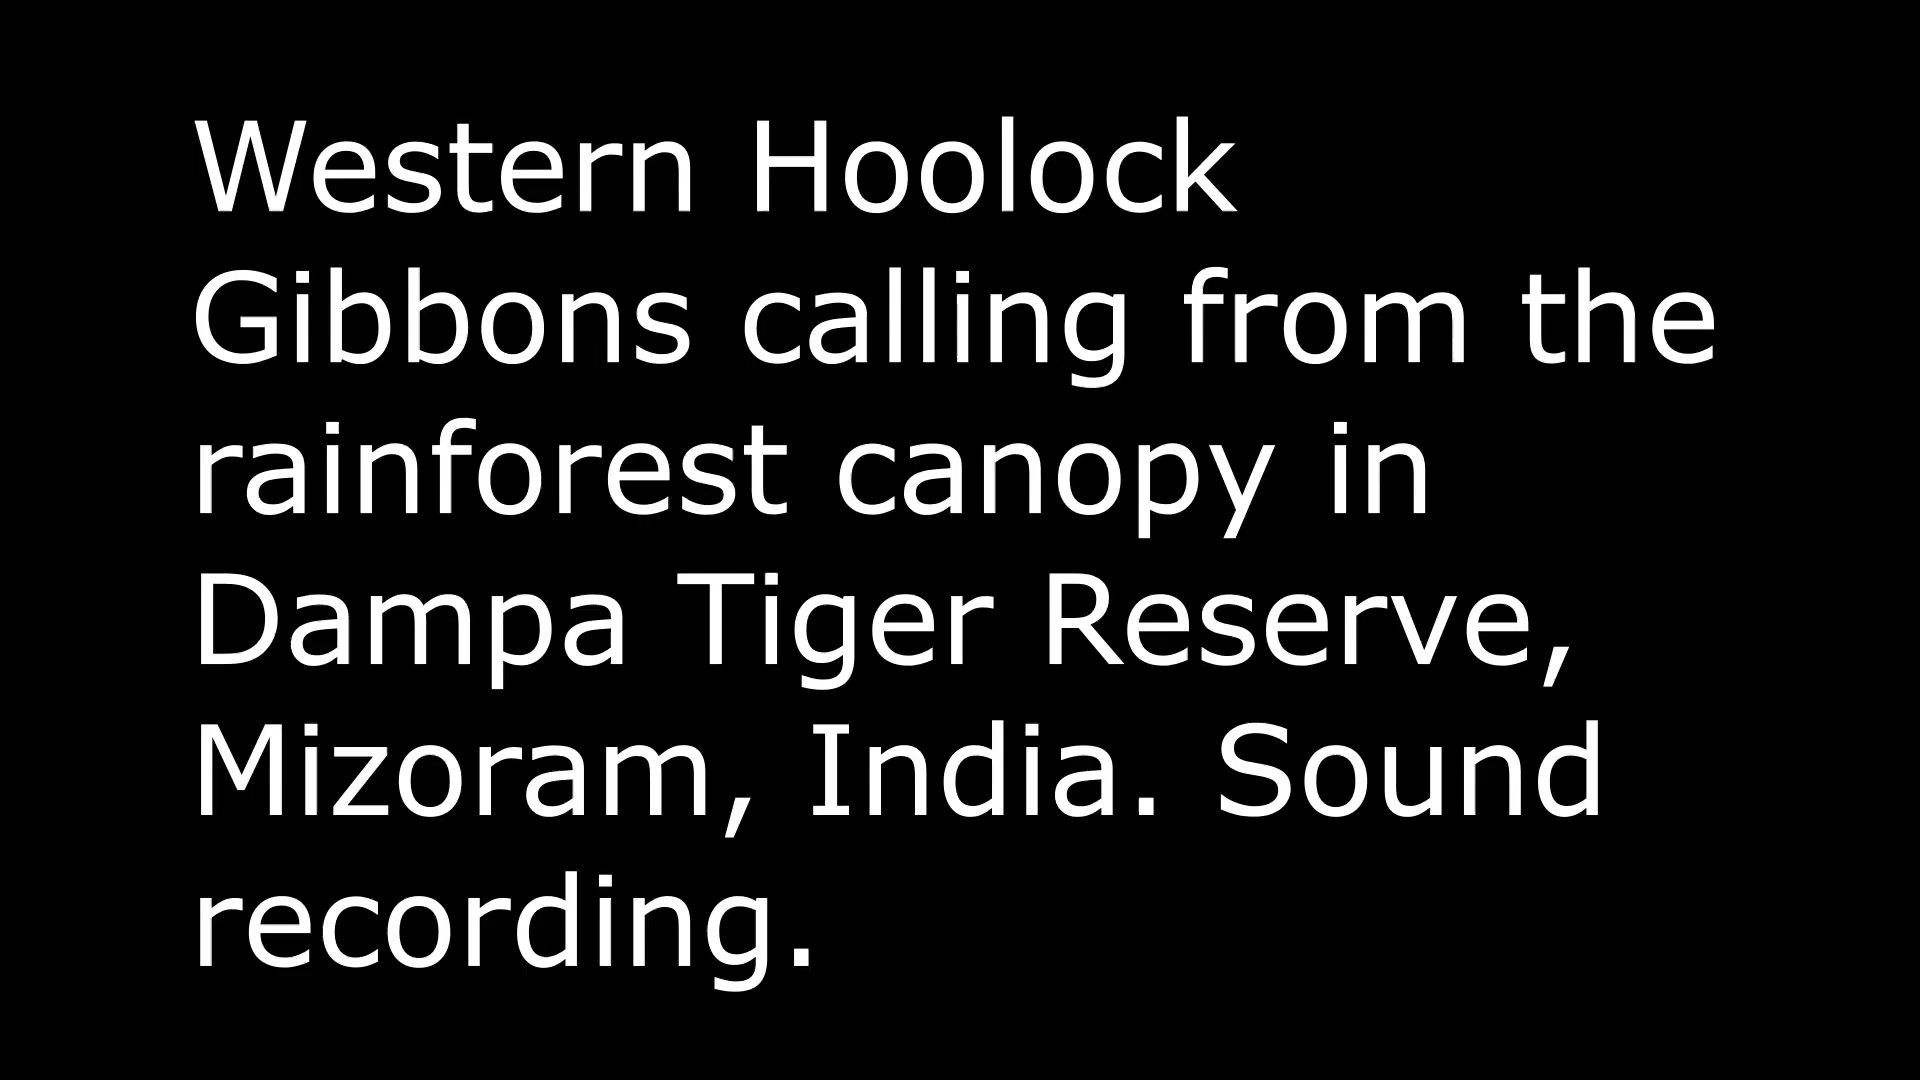 Western Hoolock
Gibbons calling from the
rainforest canopy in
Dampa Tiger Reserve,
Mizoram, India. Sound
recording.